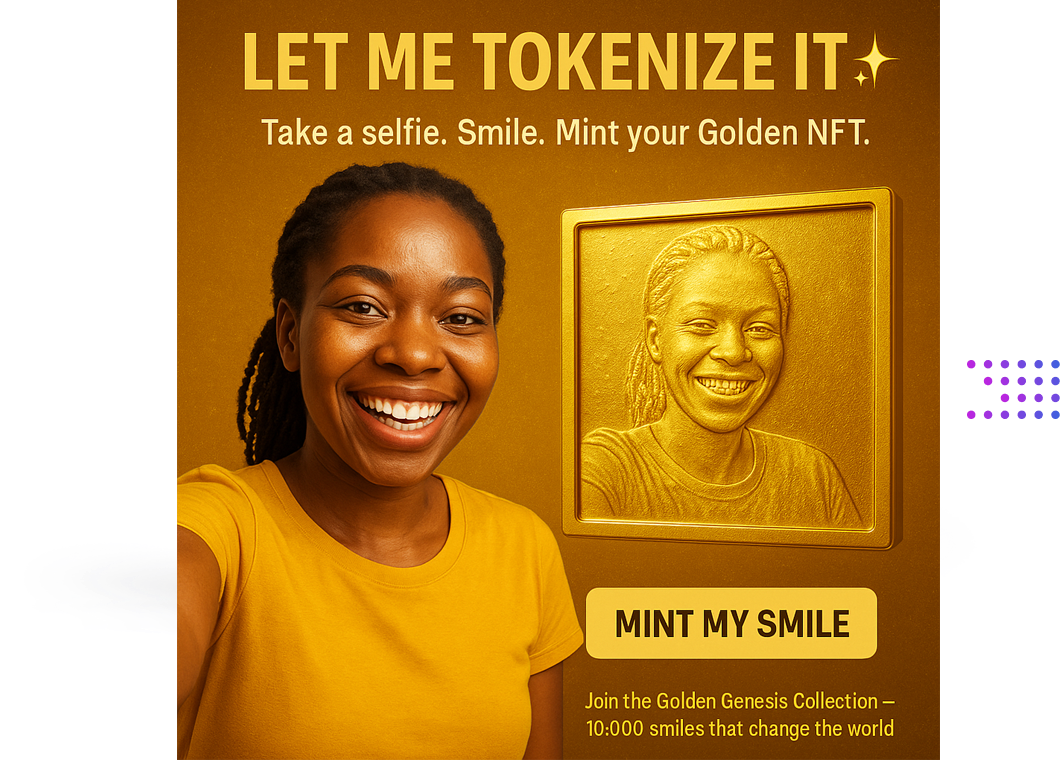 LET ME TOKENIZE IT
Take a selfie. Smile. Mint your Golden NFT.
MINT MY SMILE
Join the Golden Genesis Collection –
10:000 smiles that change the world